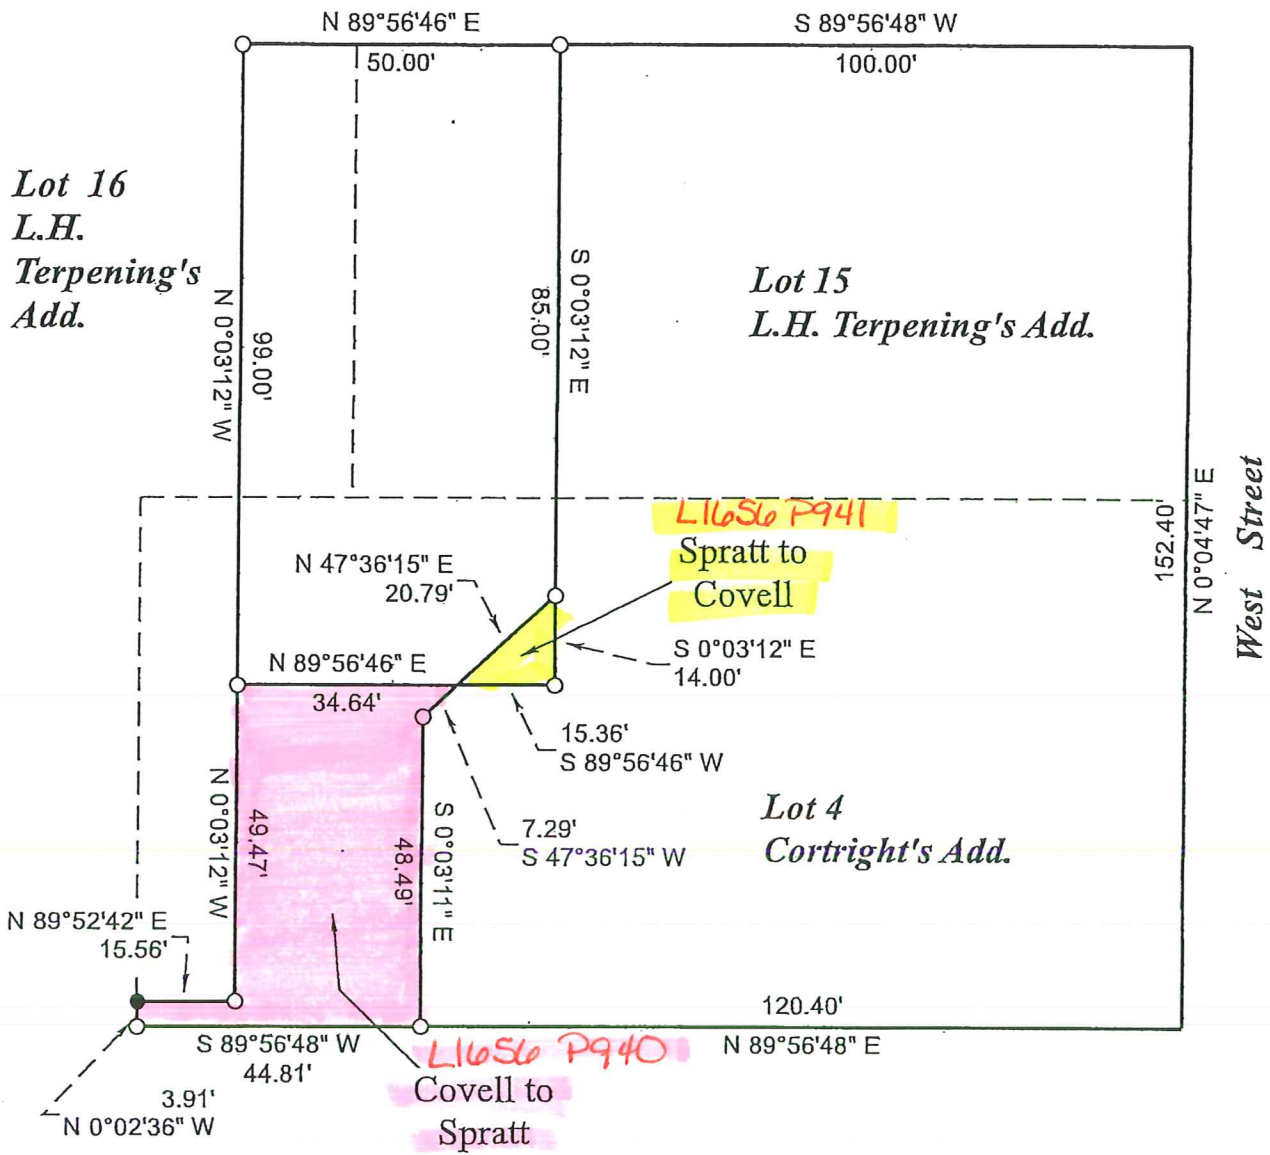 N 89°56'46" E
S 89°56'48" W
50.00'
100.00'
Lot 16
L.H.
Terpening's
Add.
N 0°03'12" W
99.00'
85.00'
S 0°03'12" E
Lot 15
L.H. Terpening's Add.
152.40'
N 0°04'47" E
West Street
L1656 P941
Spratt to
Covell
N 47°36'15" E
20.79'
S 0°03'12" E
14.00'
N 89°56'46" E
34.64'
15.36'
S 89°56'46" W
7.29'
S 47°36'15" W
Lot 4
Cortright's Add.
N 0°03'12" W
49.47'
48.49'
S 0°03'11" E
N 89°52'42" E
15.56'
120.40'
N 89°56'48" E
S 89°56'48" W
44.81'
3.91'
N 0°02'36" W
L1656 P940
Covell to
Spratt